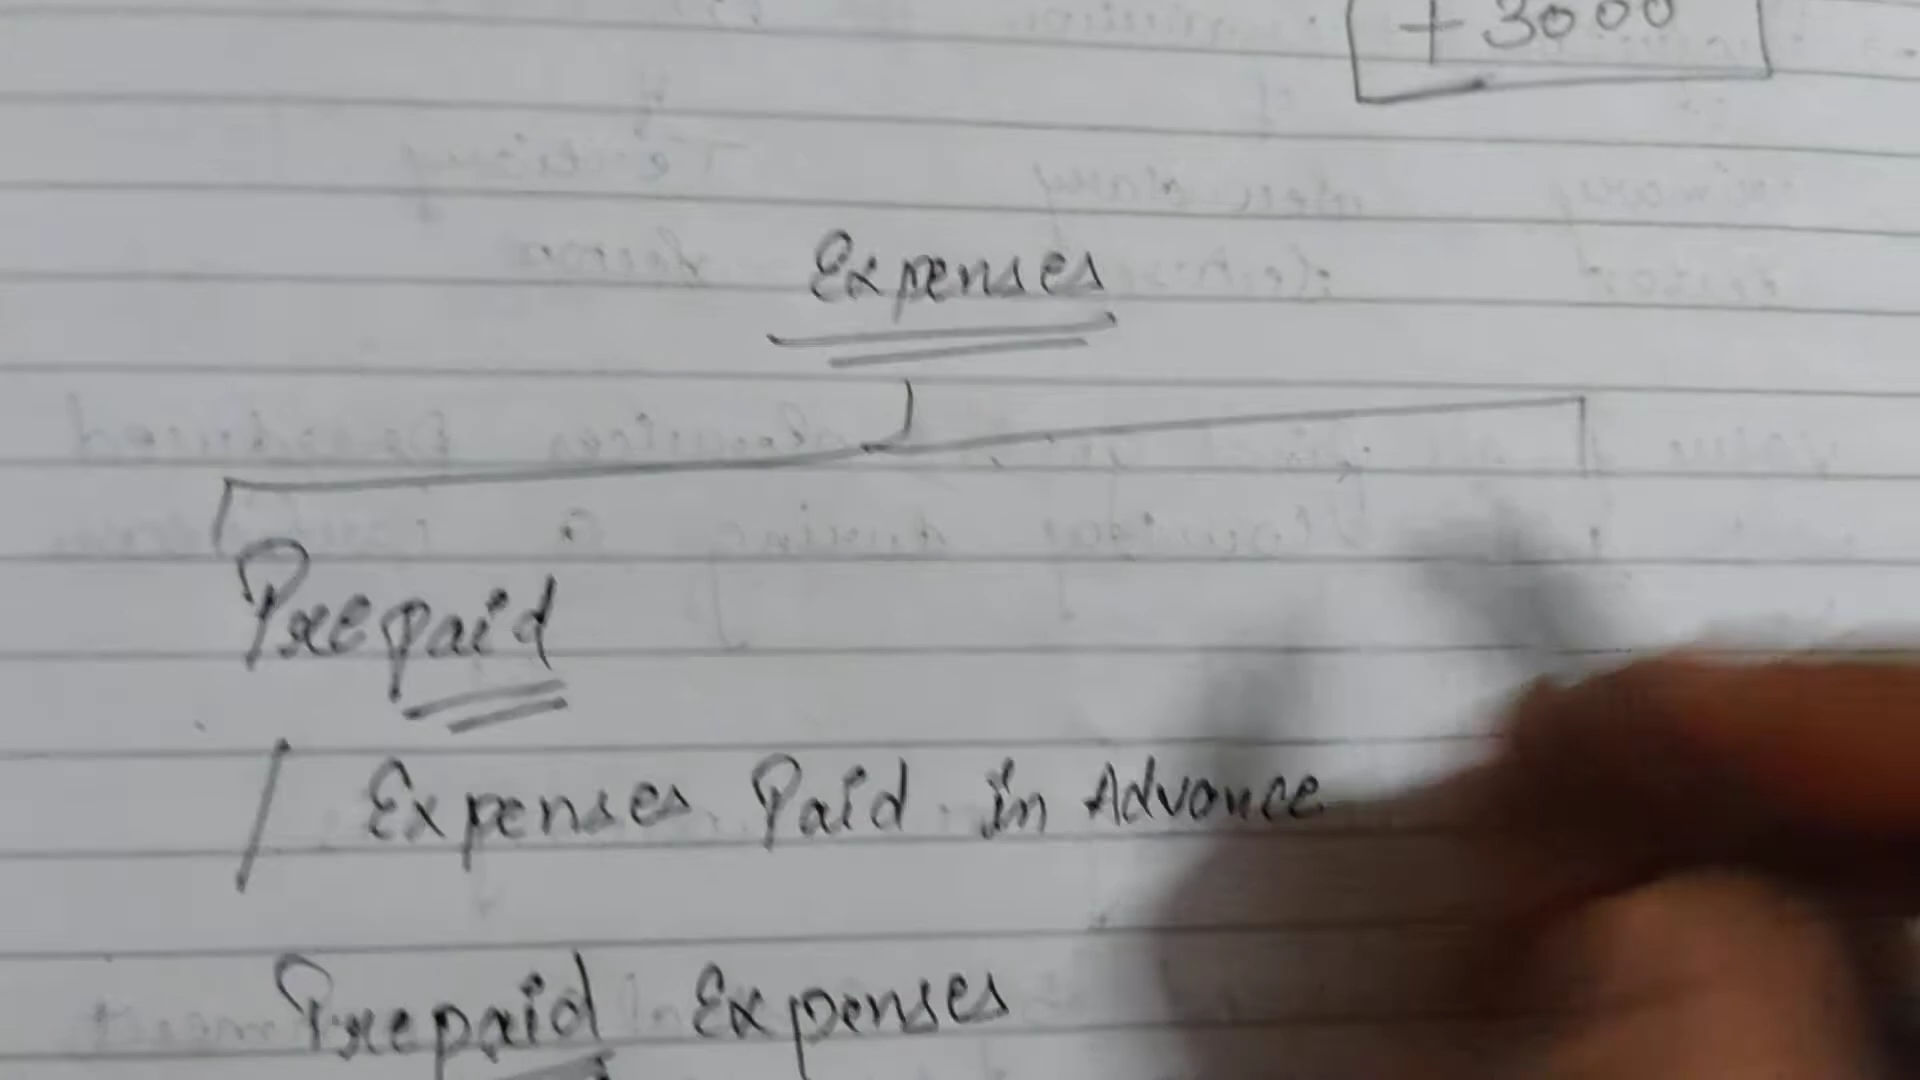 +3000
Expenses
Prepaid
Expenses Paid in Advance
Prepaid Expenses